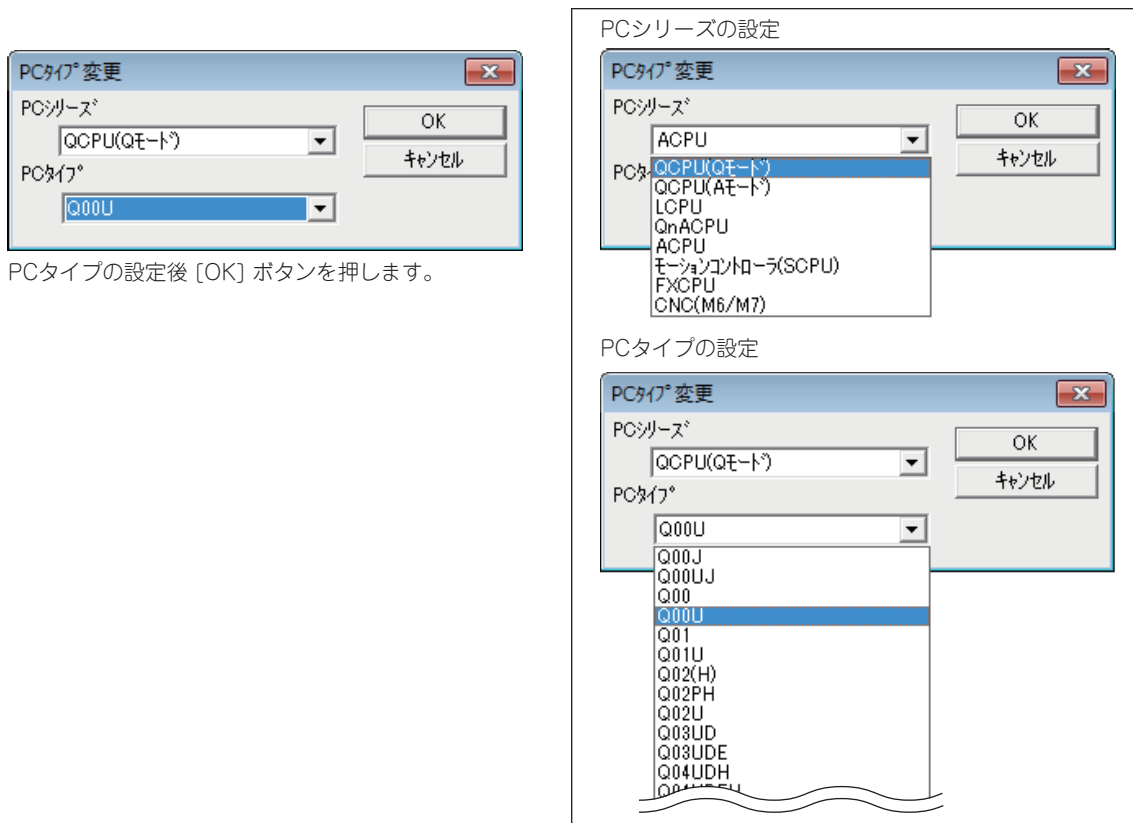 PCﾀｲﾌﾟ変更
PCｼﾘｰｽﾞ
QCPU(Qﾓｰﾄﾞ)
PCﾀｲﾌﾟ
Q00U
OK
ｷｬﾝｾﾙ
PCタイプの設定後 [OK] ボタンを押します。
PCシリーズの設定
PCﾀｲﾌﾟ変更
PCｼﾘｰｽﾞ
ACPU
OK
ｷｬﾝｾﾙ
QCPU(Qﾓｰﾄﾞ)
QCPU(Aﾓｰﾄﾞ)
LCPU
QnACPU
ACPU
ﾓｰｼｮﾝｺﾝﾄﾛｰﾗ(SCPU)
FXCPU
CNC(M6/M7)
PCタイプの設定
PCﾀｲﾌﾟ変更
PCｼﾘｰｽﾞ
QCPU(Qﾓｰﾄﾞ)
OK
ｷｬﾝｾﾙ
PCﾀｲﾌﾟ
Q00U
Q00J
Q00UJ
Q00
Q00U
Q01
Q01U
Q02(H)
Q02PH
Q02U
Q03UD
Q03UDE
Q04UDH